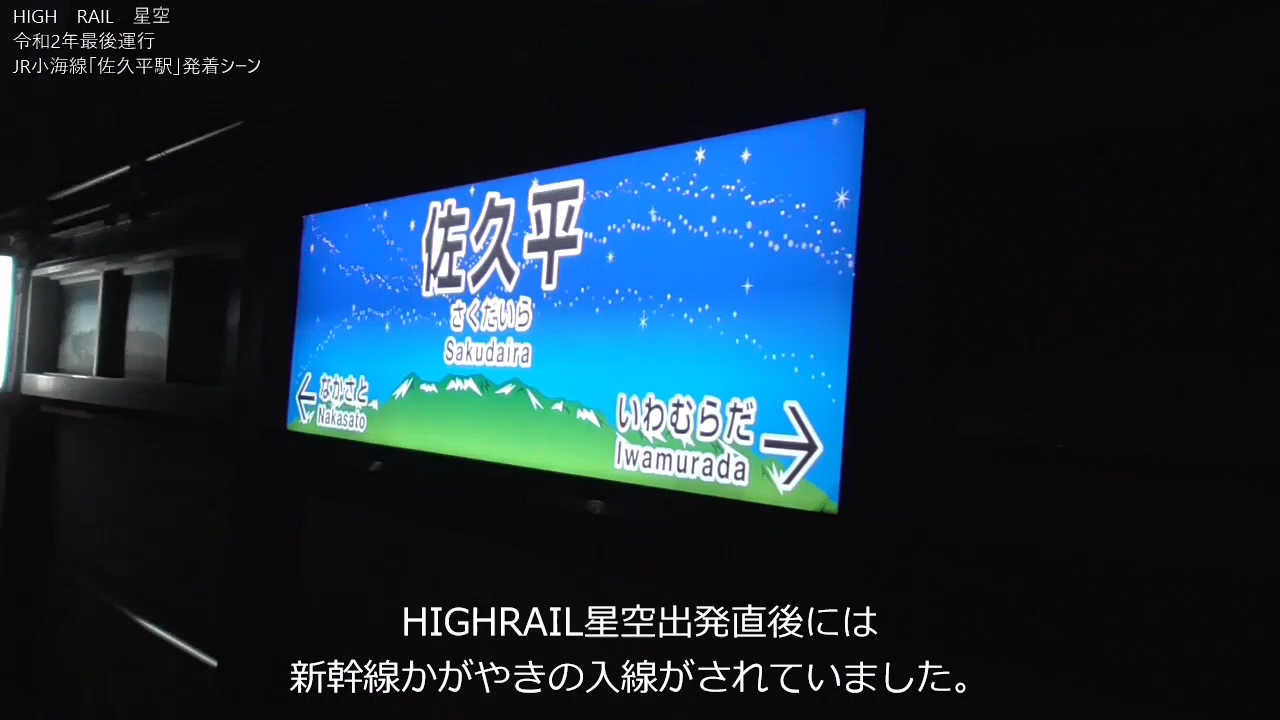 HIGH RAIL 星空
令和2年最後運行
JR小海線「佐久平駅」発着シーン
佐久平
さくだいら
Sakudaira
←なかさと
Nakasato
いわむらだ→
Iwamurada
HIGHRAIL星空出発直後には
新幹線かがやきの入線がされていました。